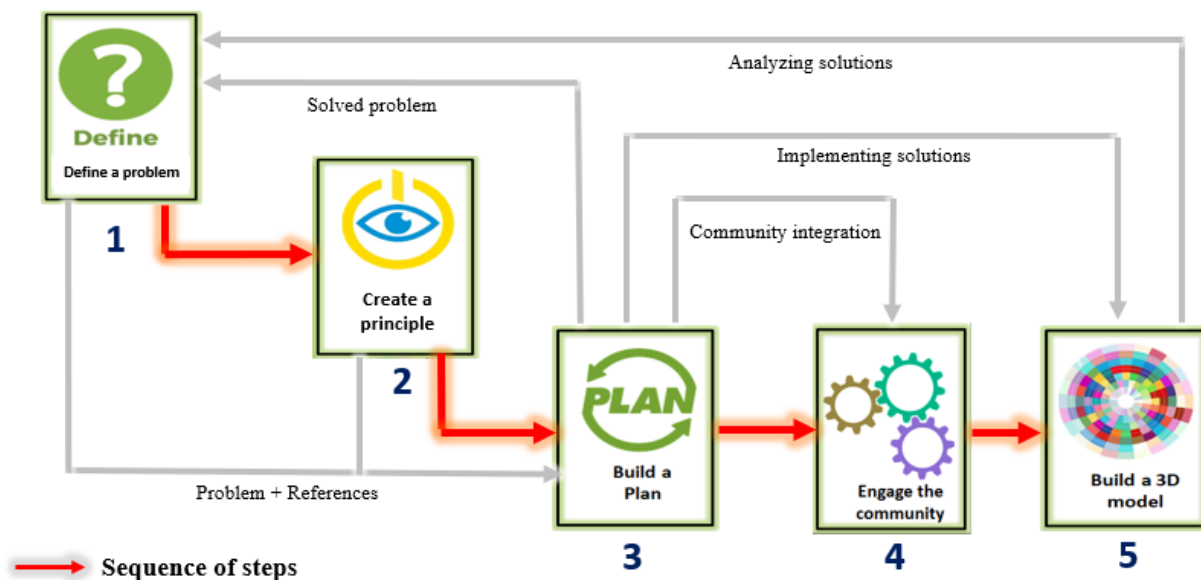 Analyzing solutions
Solved problem
?
Define
Define a problem
Implementing solutions
1
Community integration
Create a
principle
2
PLAN
Build a
Plan
Engage the
community
Build a 3D
model
Problem + References
3
4
5
Sequence of steps